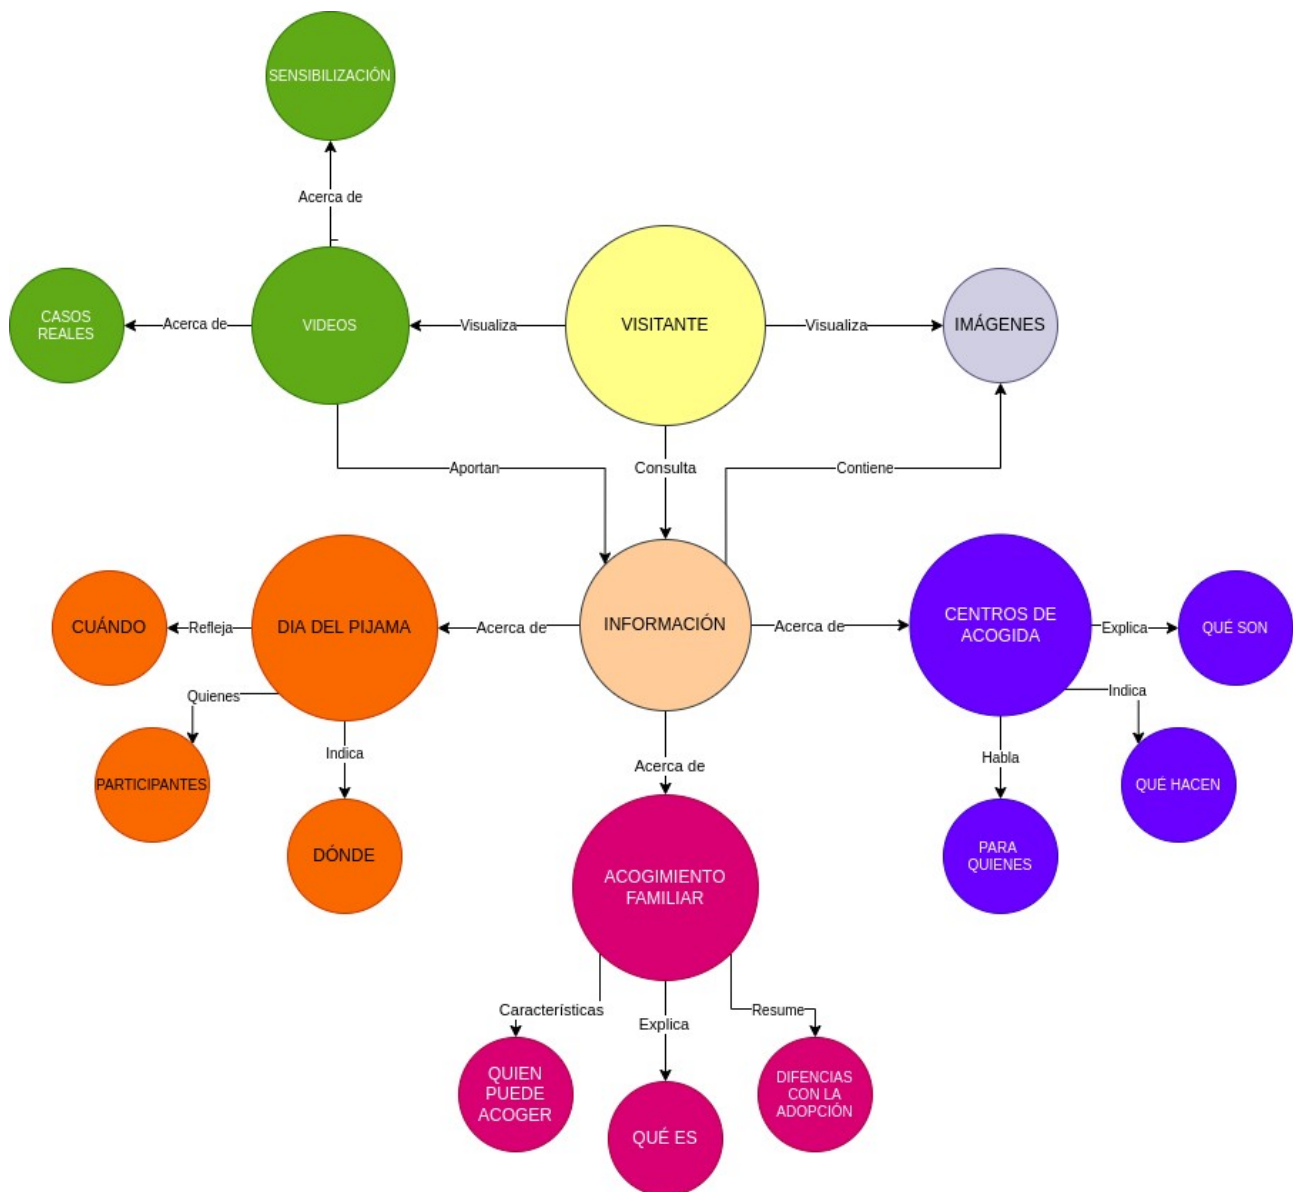 SENSIBILIZACIÓN
Acerca de
CASOS
REALES
Acerca de
VIDEOS
Visualiza
VISITANTE
Visualiza
IMÁGENES
Aportan
Consulta
Contiene
CUÁNDO
Refleja
DIA DEL PIJAMA
Acerca de
INFORMACIÓN
Acerca de
CENTROS DE
ACOGIDA
Explica
QUÉ SON
Quienes
Indica
PARTICIPANTES
Indica
Habla
QUÉ HACEN
Acerca de
DÓNDE
PARA
QUIENES
ACOGIMIENTO
FAMILIAR
Características
Explica
Resume
QUIEN
PUEDE
ACOGER
QUÉ ES
DIFENCIAS
CON LA
ADOPCIÓN